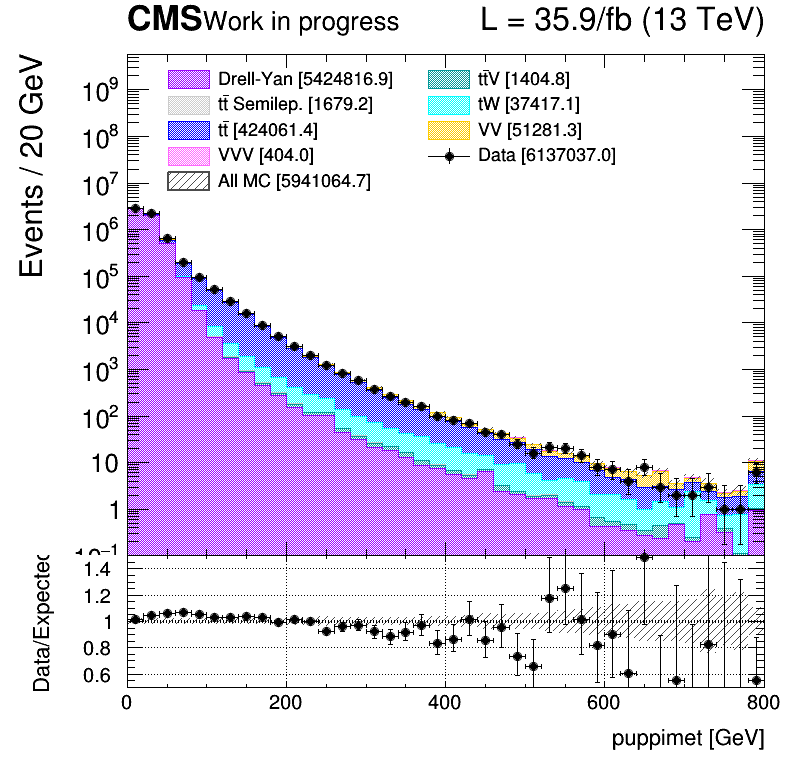 CMS Work in progress L = 35.9/fb (13 TeV)
Events / 20 GeV
Drell-Yan [5424816.9] tt̄V [1404.8]
tt̄ Semilep. [1679.2] tW [37417.1]
tt̄ [424061.4] VV [51281.3]
VVV [404.0] Data [6137037.0]
All MC [5941064.7]
10⁹
10⁸
10⁷
10⁶
10⁵
10⁴
10³
10²
10
1
10⁻¹
Data/Expected
1.4
1.2
1
0.8
0.6
0 200 400 600 800
puppimet [GeV]